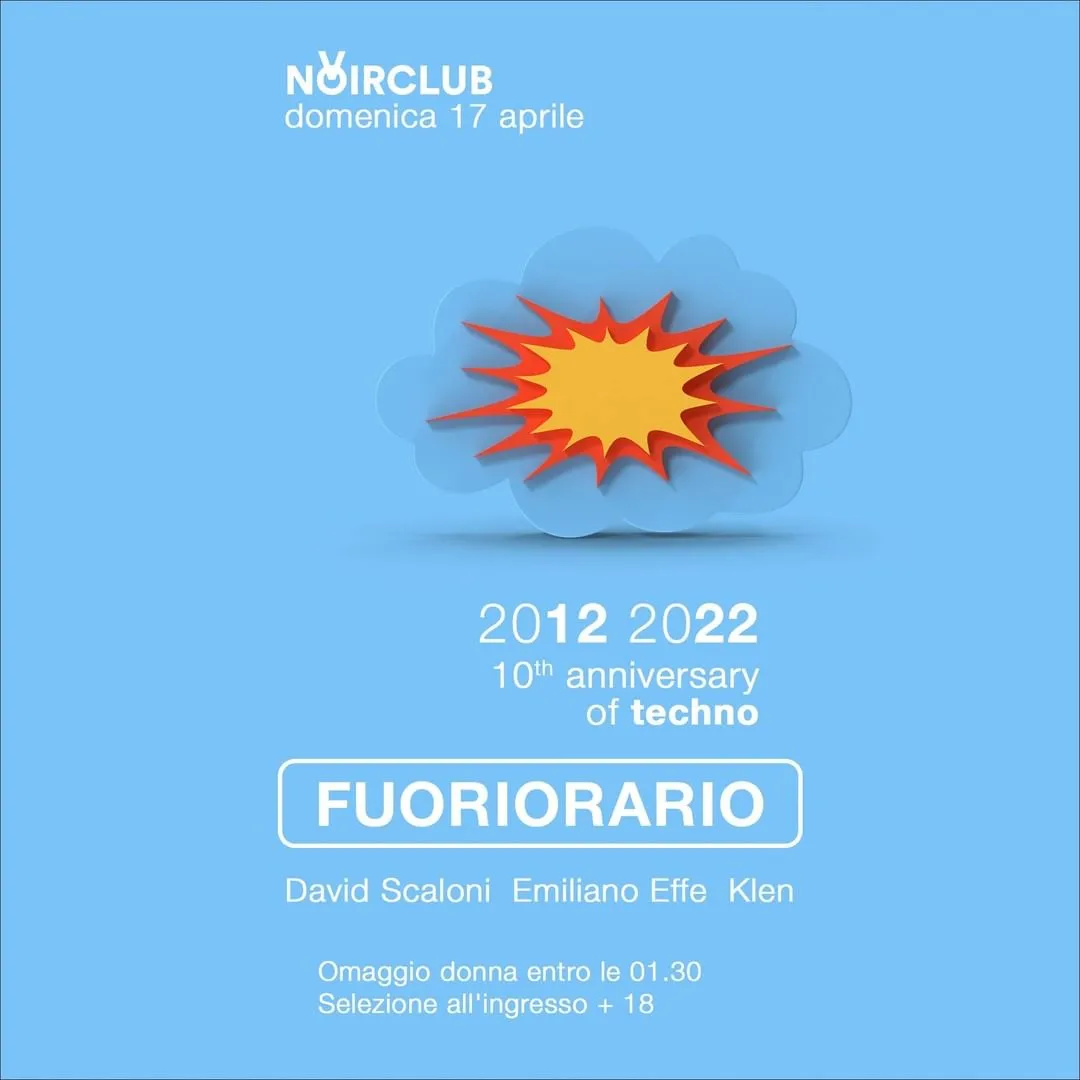 NOIRCLUB
domenica 17 aprile
2012 2022
10th anniversary
of techno
FUORIORARIO
David Scaloni Emiliano Effe Klen
Omaggio donna entro le 01.30
Selezione all'ingresso + 18